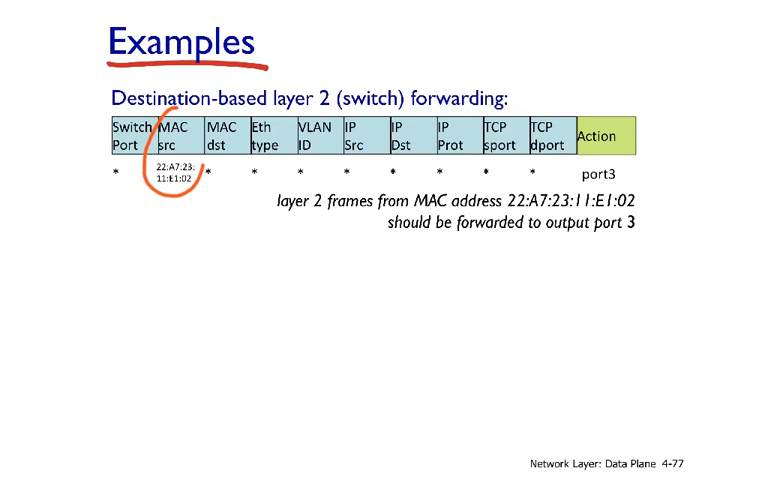 Examples
Destination-based layer 2 (switch) forwarding:
Switch Port MAC src MAC dst Eth type VLAN ID IP Src IP Dst IP Prot TCP sport TCP dport Action
* 22:A7:23:11:E1:02 * * * * * * * * port3
layer 2 frames from MAC address 22:A7:23:11:E1:02
should be forwarded to output port 3
Network Layer: Data Plane 4-77